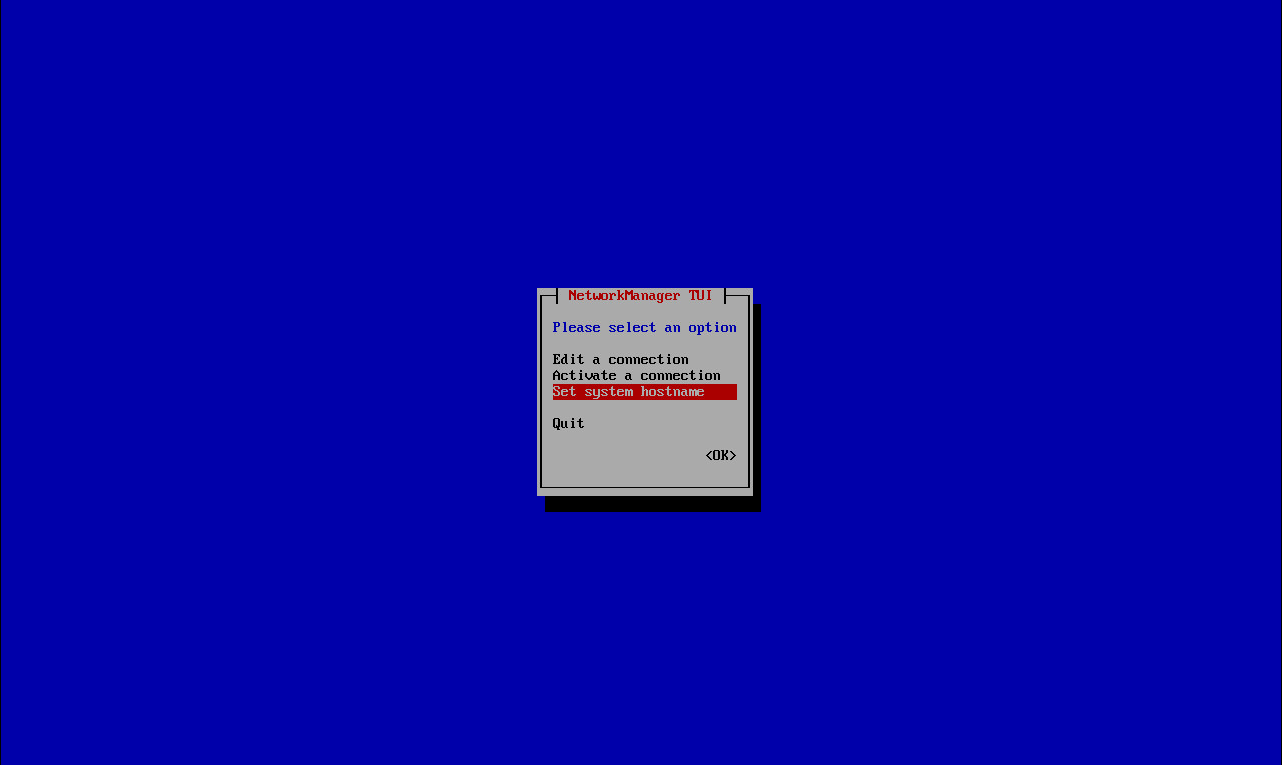 NetworkManager TUI
Please select an option
Edit a connection
Activate a connection
Set system hostname
Quit
<OK>